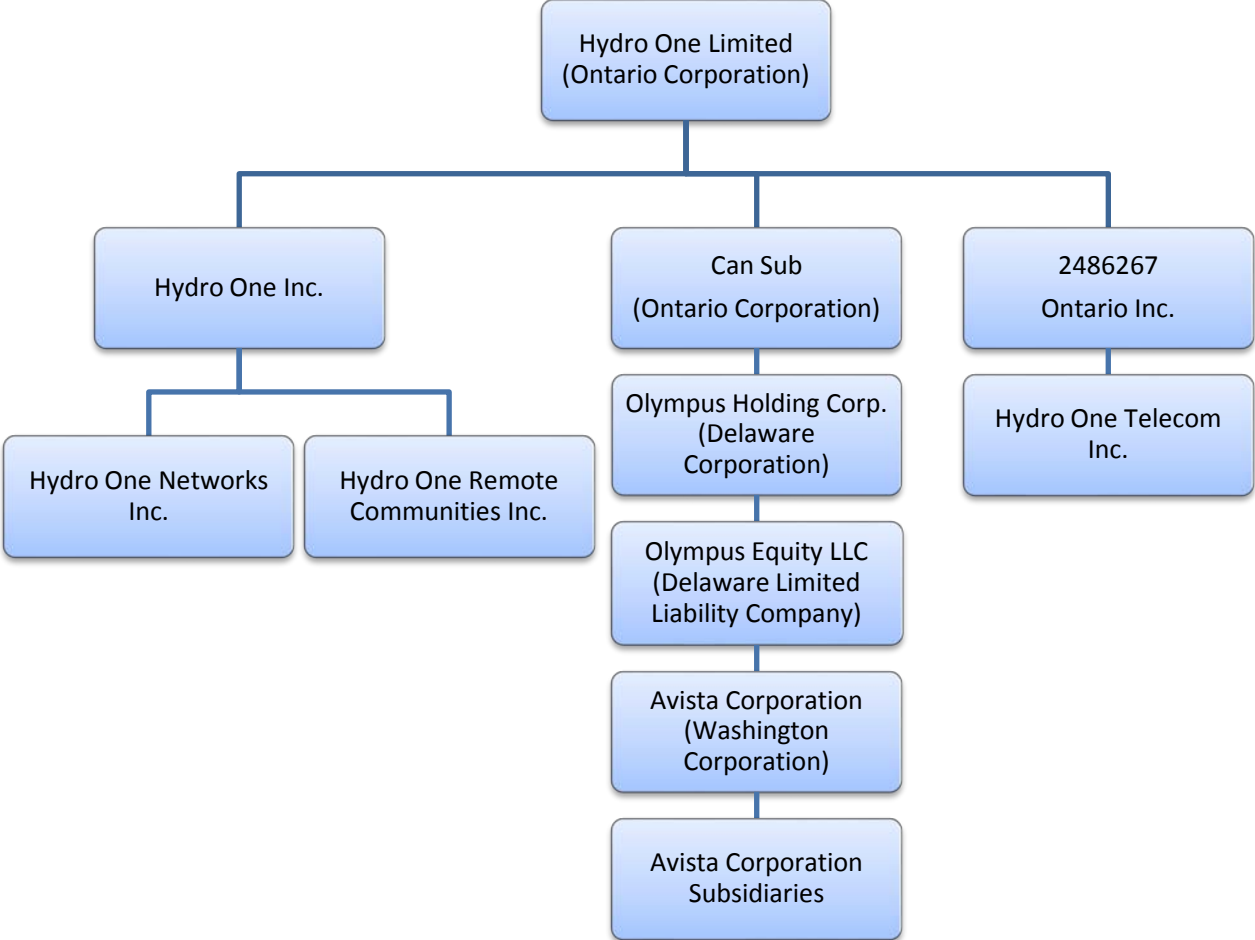 Hydro One Limited
(Ontario Corporation)
Hydro One Inc.
Can Sub
(Ontario Corporation)
2486267
Ontario Inc.
Hydro One Networks
Inc.
Hydro One Remote
Communities Inc.
Olympus Holding Corp.
(Delaware
Corporation)
Hydro One Telecom
Inc.
Olympus Equity LLC
(Delaware Limited
Liability Company)
Avista Corporation
(Washington
Corporation)
Avista Corporation
Subsidiaries